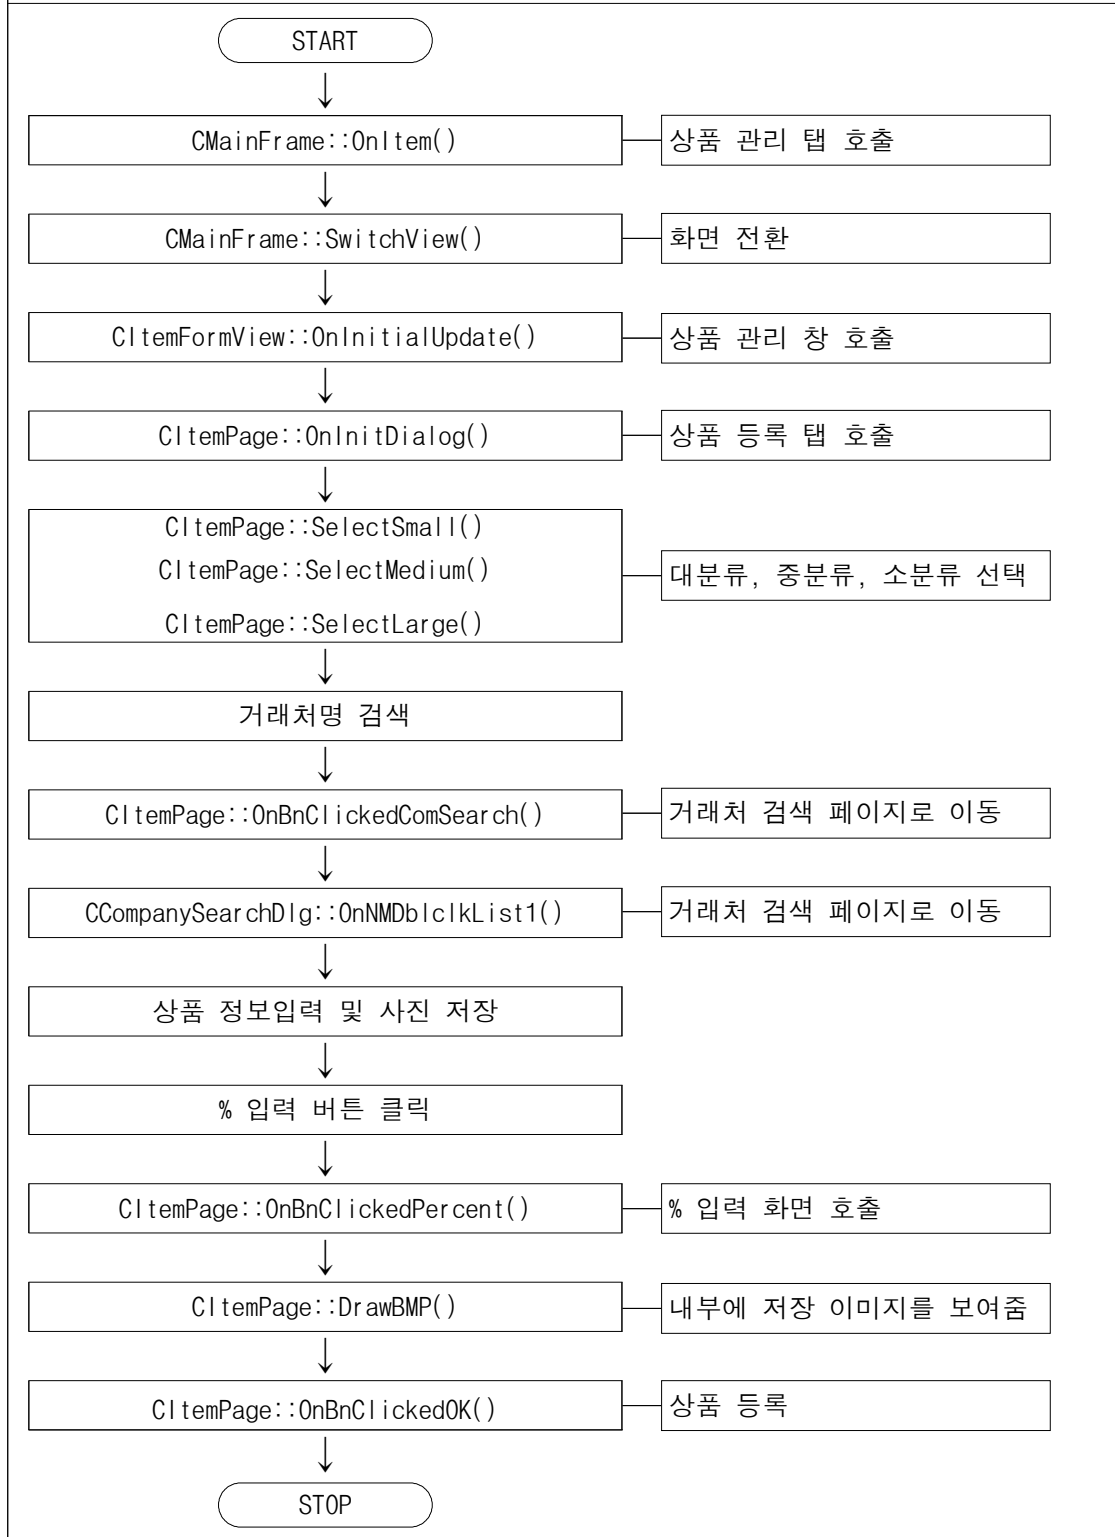 START
CMainFrame::OnItem()
상품 관리 탭 호출
CMainFrame::SwitchView()
화면 전환
CItemFormView::OnInitialUpdate()
상품 관리 창 호출
CItemPage::OnInitDialog()
상품 등록 탭 호출
CItemPage::SelectSmall()
CItemPage::SelectMedium()
CItemPage::SelectLarge()
대분류, 중분류, 소분류 선택
거래처명 검색
CItemPage::OnBnClickedComSearch()
거래처 검색 페이지로 이동
CCompanySearchDlg::OnNMDblclkList1()
거래처 검색 페이지로 이동
상품 정보입력 및 사진 저장
% 입력 버튼 클릭
CItemPage::OnBnClickedPercent()
% 입력 화면 호출
CItemPage::DrawBMP()
내부에 저장 이미지를 보여줌
CItemPage::OnBnClickedOK()
상품 등록
STOP